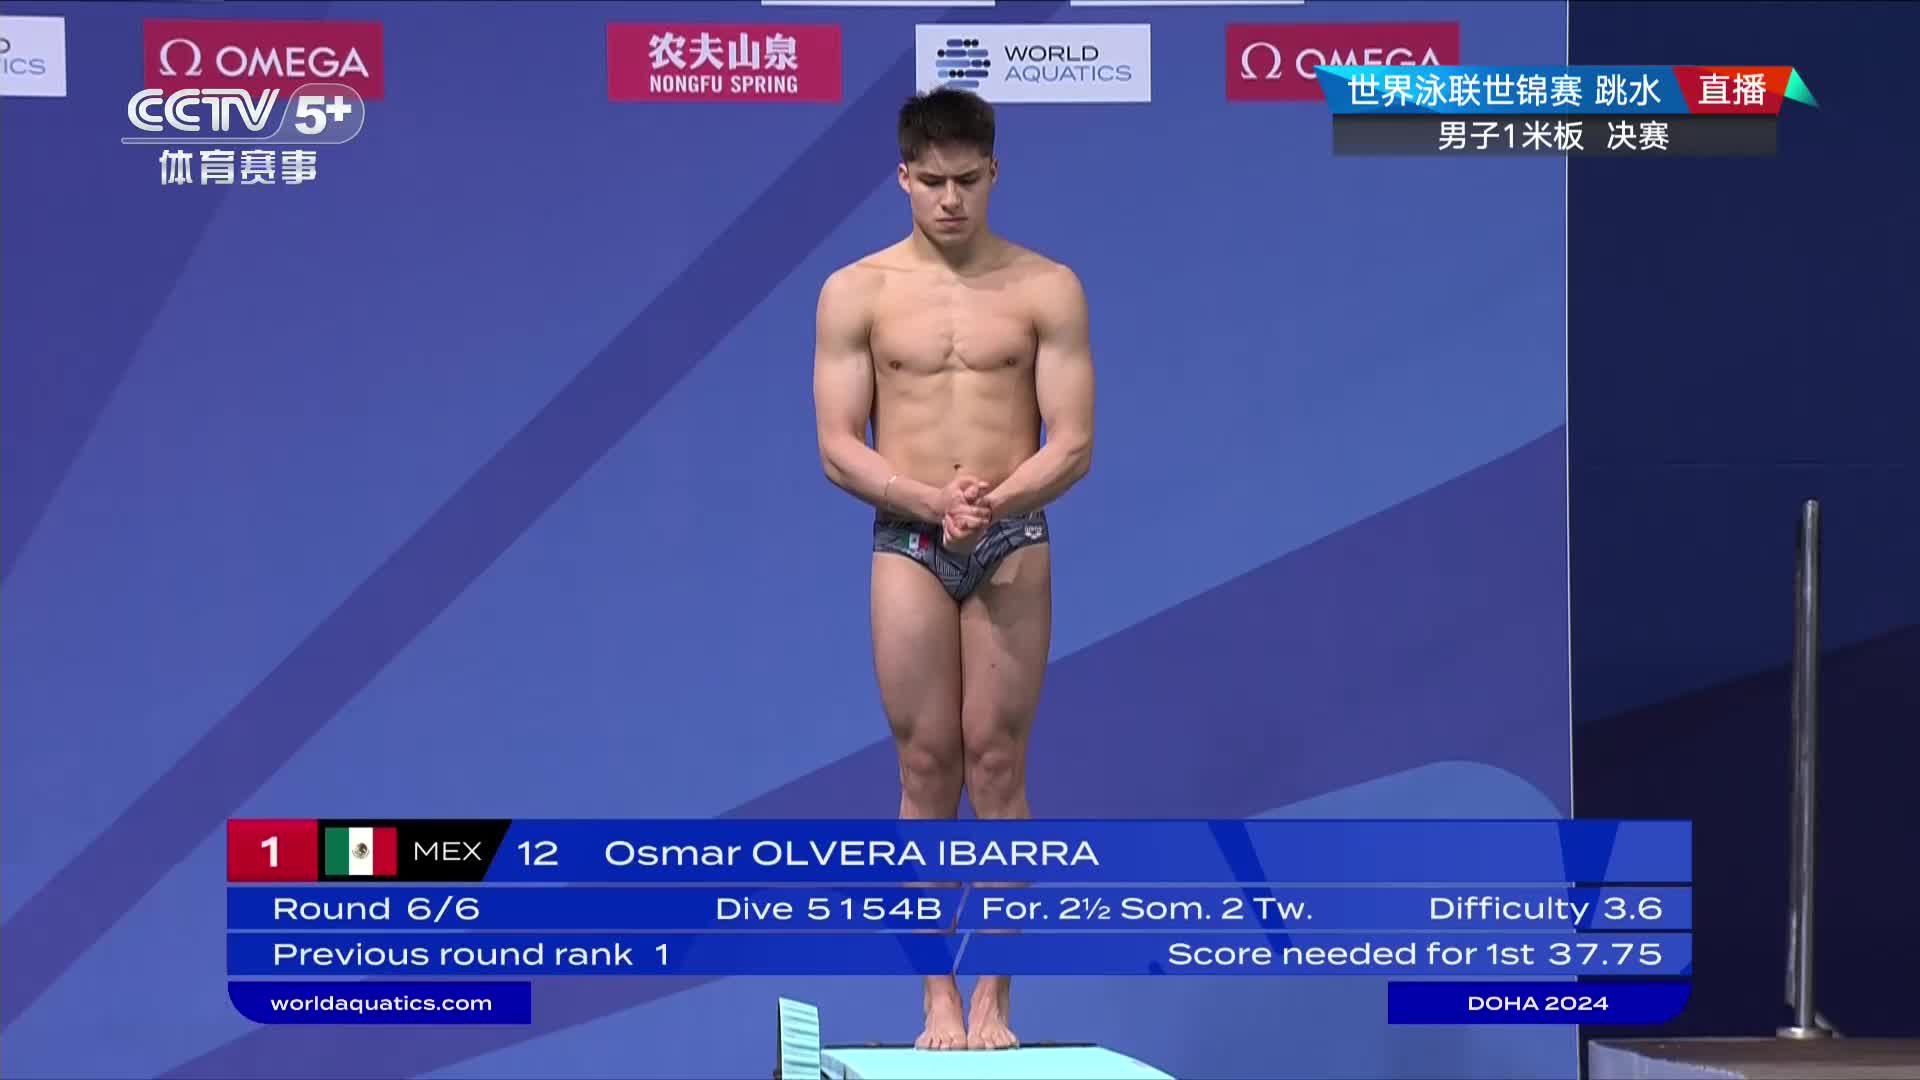 ICS
Ω OMEGA
农夫山泉
NONGFU SPRING
WORLD
AQUATICS
Ω OMEGA
CCTV 5+
体育赛事
世界泳联世锦赛 跳水 直播
男子1米板 决赛
1 MEX 12 Osmar OLVERA IBARRA
Round 6/6 Dive 5154B For. 2½ Som. 2 Tw. Difficulty 3.6
Previous round rank 1 Score needed for 1st 37.75
worldaquatics.com DOHA 2024